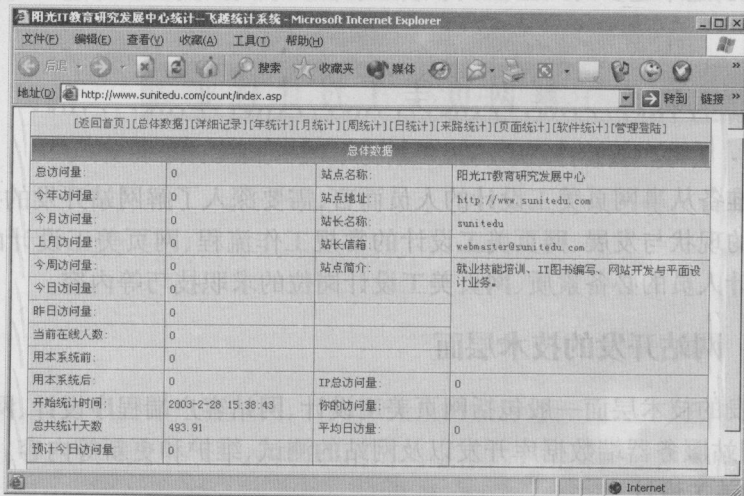 阳光IT教育研究发展中心统计--飞越统计系统 - Microsoft Internet Explorer
文件(F) 编辑(E) 查看(V) 收藏(A) 工具(T) 帮助(H)
后退 搜索 收藏夹 媒体
地址(D) http://www.sunitedu.com/count/index.asp 转到 链接 »
[返回首页][总体数据][详细记录][年统计][月统计][周统计][日统计][来路统计][页面统计][软件统计][管理登陆]
总体数据
总访问量: 0 站点名称: 阳光IT教育研究发展中心
今年访问量: 0 站点地址: http://www.sunitedu.com
今月访问量: 0 站长名称: sunitedu
上月访问量: 0 站长信箱: webmaster@sunitedu.com
今周访问量: 0 站点简介: 就业技能培训、IT图书编写、网站开发与平面设
计业务。
今日访问量: 0
昨日访问量: 0
当前在线人数: 0
用本系统前: 0
用本系统后: 0 IP总访问量: 0
开始统计时间: 2003-2-28 15:38:43 你的访问量:
总共统计天数 493.91 平均日访量: 0
预计今日访问量 0
Internet
网站开发的技术层面